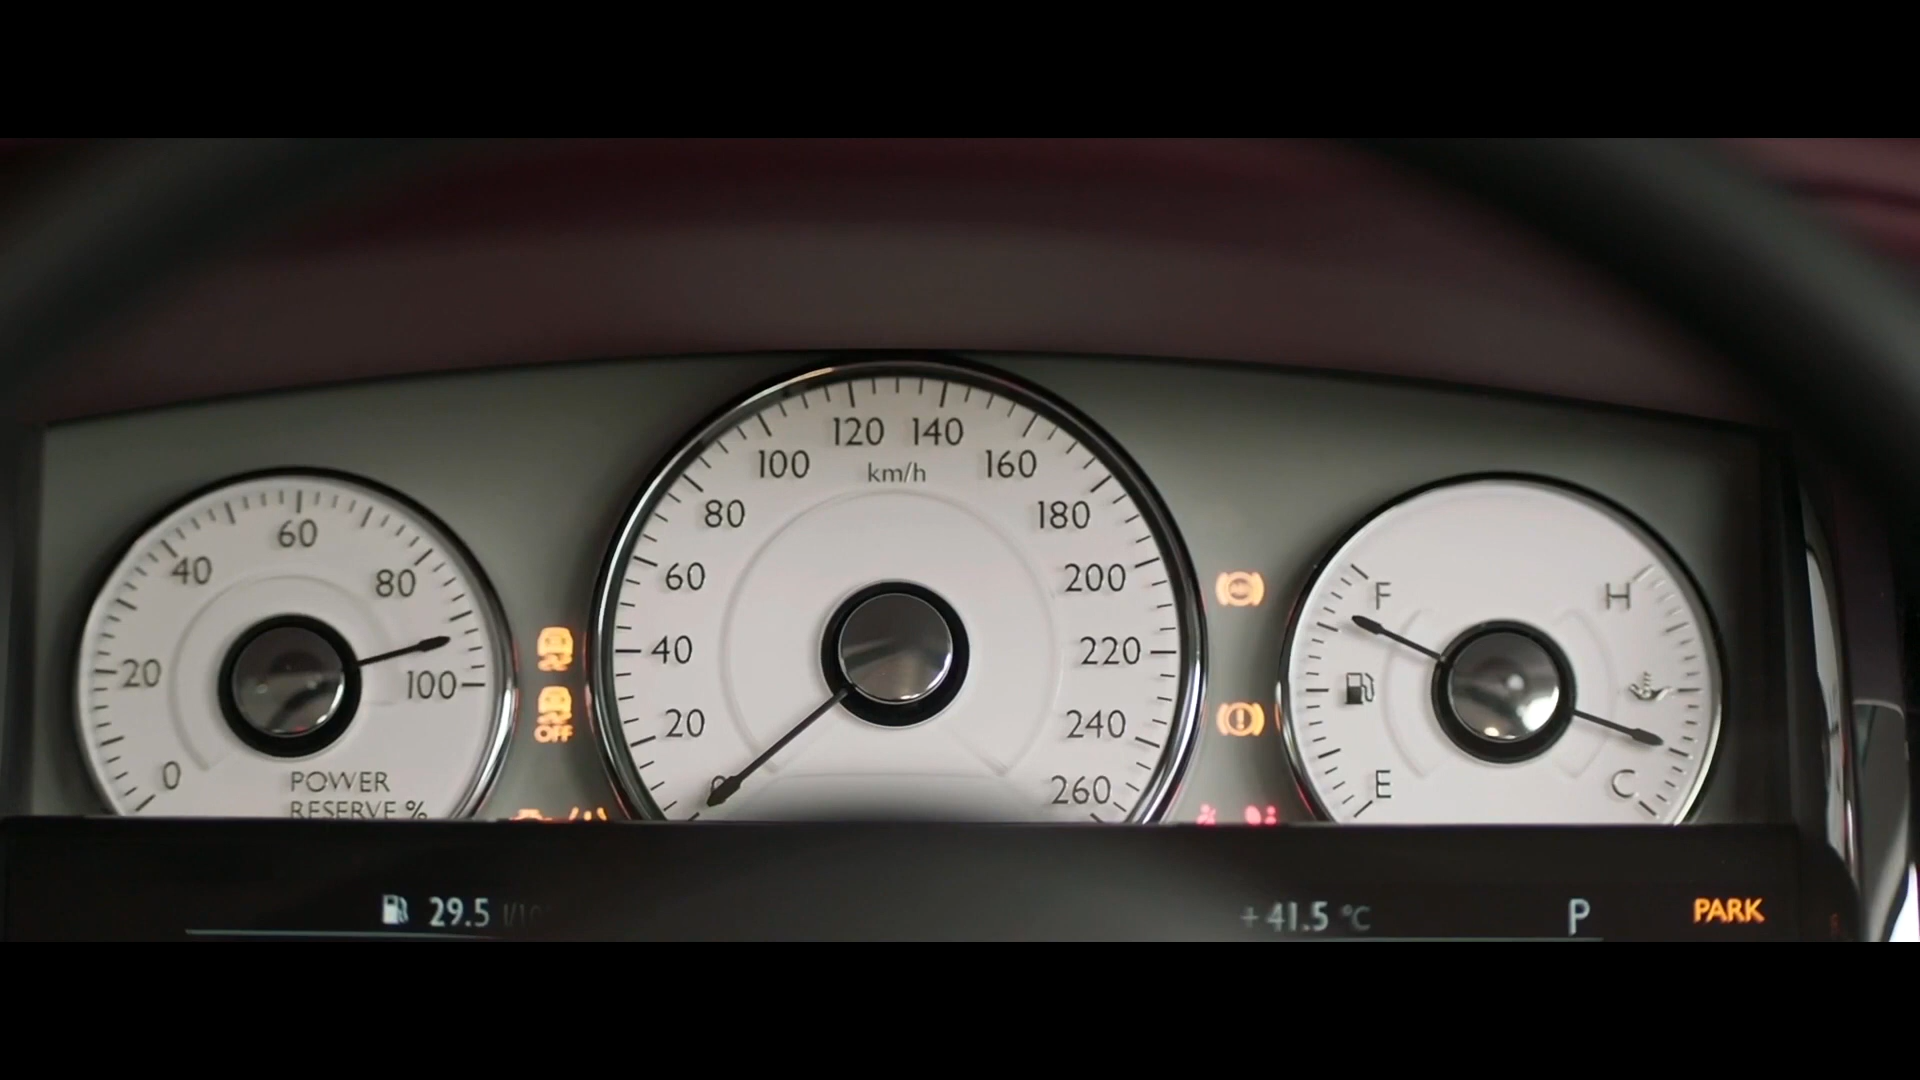 120 140
100 km/h 160
80 180
60 200
40 220
20 240
260
60
40 80
20 100
0 POWER
RESERVE %
OFF
F H
E C
29.5
+41.5 °C P PARK